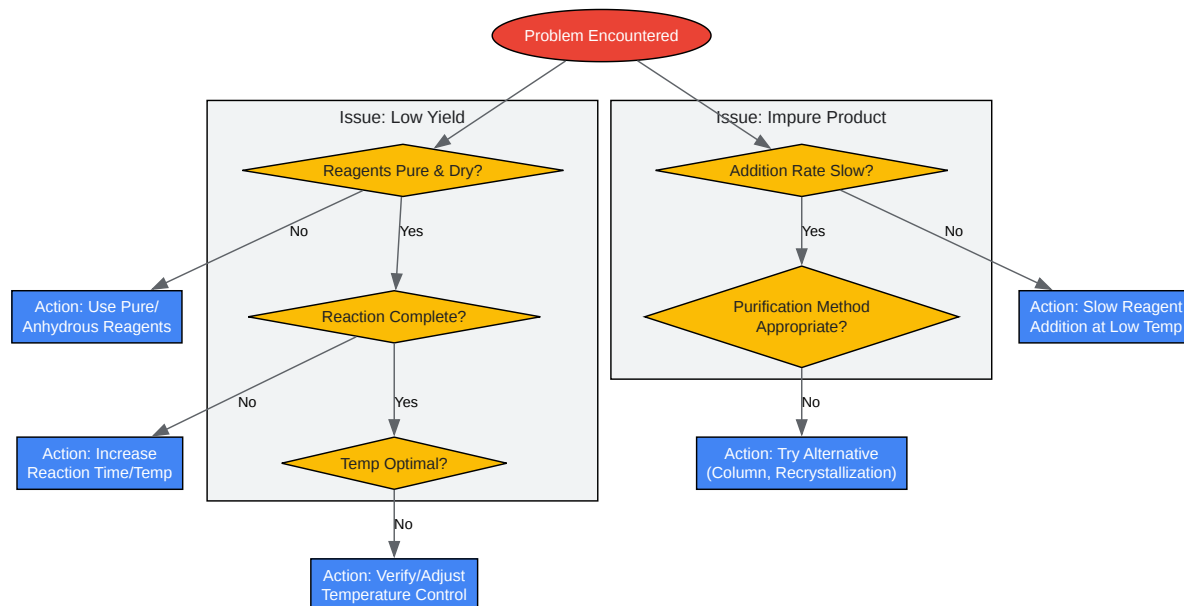 Problem Encountered
Issue: Low Yield
Issue: Impure Product
Reagents Pure & Dry?
Addition Rate Slow?
No
Yes
Yes
No
Action: Use Pure/
Anhydrous Reagents
Reaction Complete?
Purification Method
Appropriate?
Action: Slow Reagent
Addition at Low Temp
No
Yes
No
Action: Increase
Reaction Time/Temp
Temp Optimal?
Action: Try Alternative
(Column, Recrystallization)
No
Action: Verify/Adjust
Temperature Control